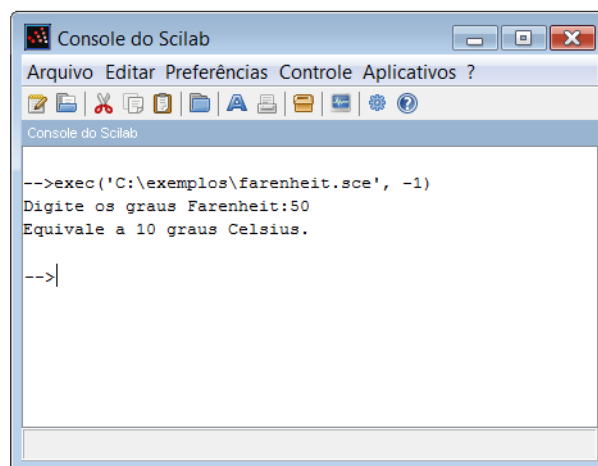 Console do Scilab
Arquivo Editar Preferências Controle Aplicativos ?
Console do Scilab
-->exec('C:\exemplos\farenheit.sce', -1)
Digite os graus Farenheit:50
Equivale a 10 graus Celsius.
-->